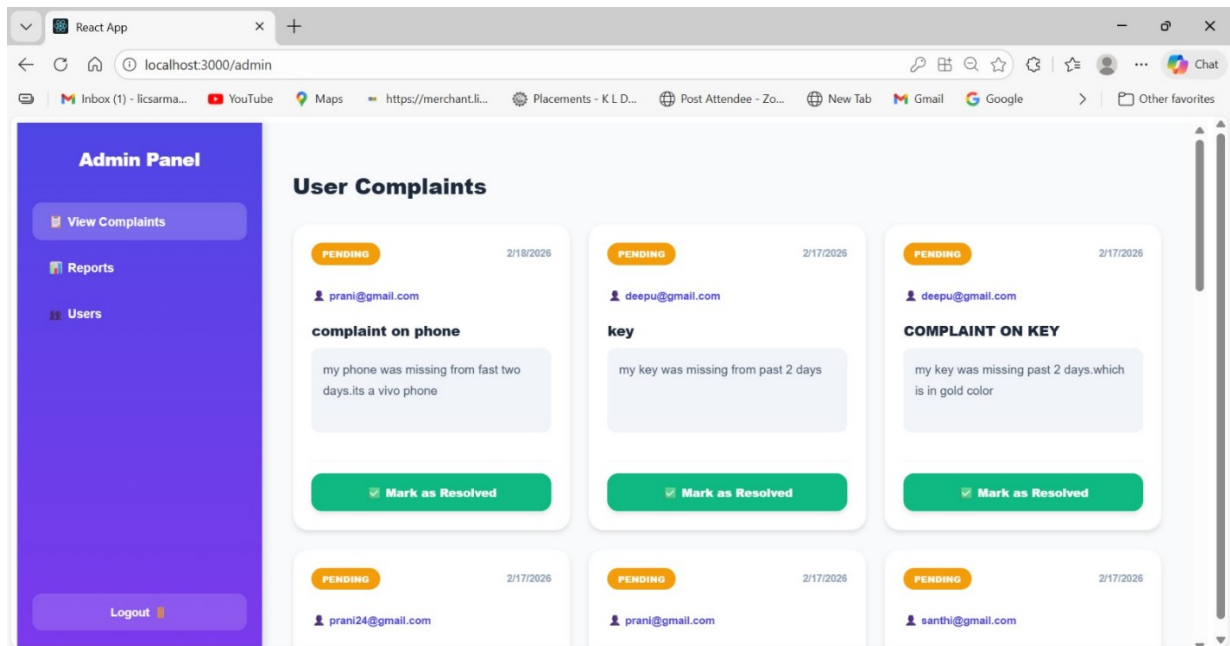 React App
localhost:3000/admin
Chat
Inbox (1) - licsarma...
YouTube
Maps
https://merchant.li...
Placements - K L D...
Post Attendee - Zo...
New Tab
Gmail
Google
Other favorites
Admin Panel
View Complaints
Reports
Users
Logout
User Complaints
PENDING 2/18/2026
prani@gmail.com
complaint on phone
my phone was missing from fast two
days.its a vivo phone
Mark as Resolved
PENDING 2/17/2026
deepu@gmail.com
key
my key was missing from past 2 days
Mark as Resolved
PENDING 2/17/2026
deepu@gmail.com
COMPLAINT ON KEY
my key was missing past 2 days.which
is in gold color
Mark as Resolved
PENDING 2/17/2026
prani24@gmail.com
PENDING 2/17/2026
prani@gmail.com
PENDING 2/17/2026
santhi@gmail.com